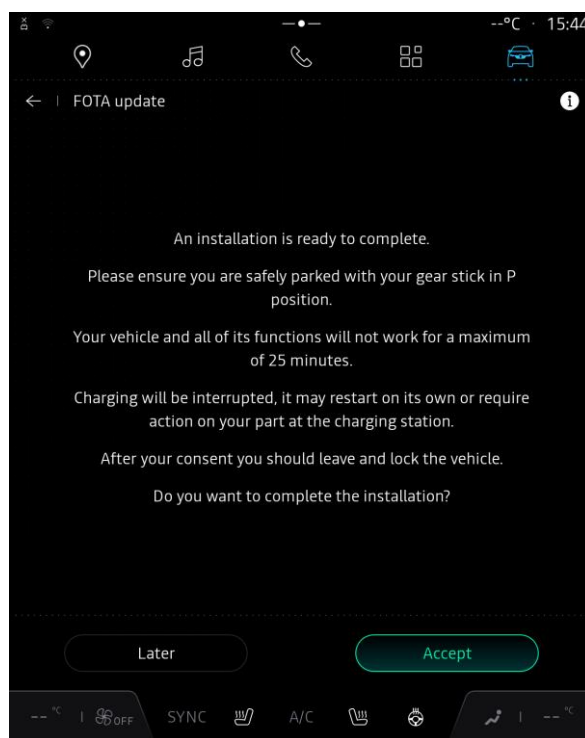 --°C · 15:44
FOTA update
An installation is ready to complete.
Please ensure you are safely parked with your gear stick in P
position.
Your vehicle and all of its functions will not work for a maximum
of 25 minutes.
Charging will be interrupted, it may restart on its own or require
action on your part at the charging station.
After your consent you should leave and lock the vehicle.
Do you want to complete the installation?
Later Accept
-- °C OFF SYNC A/C -- °C